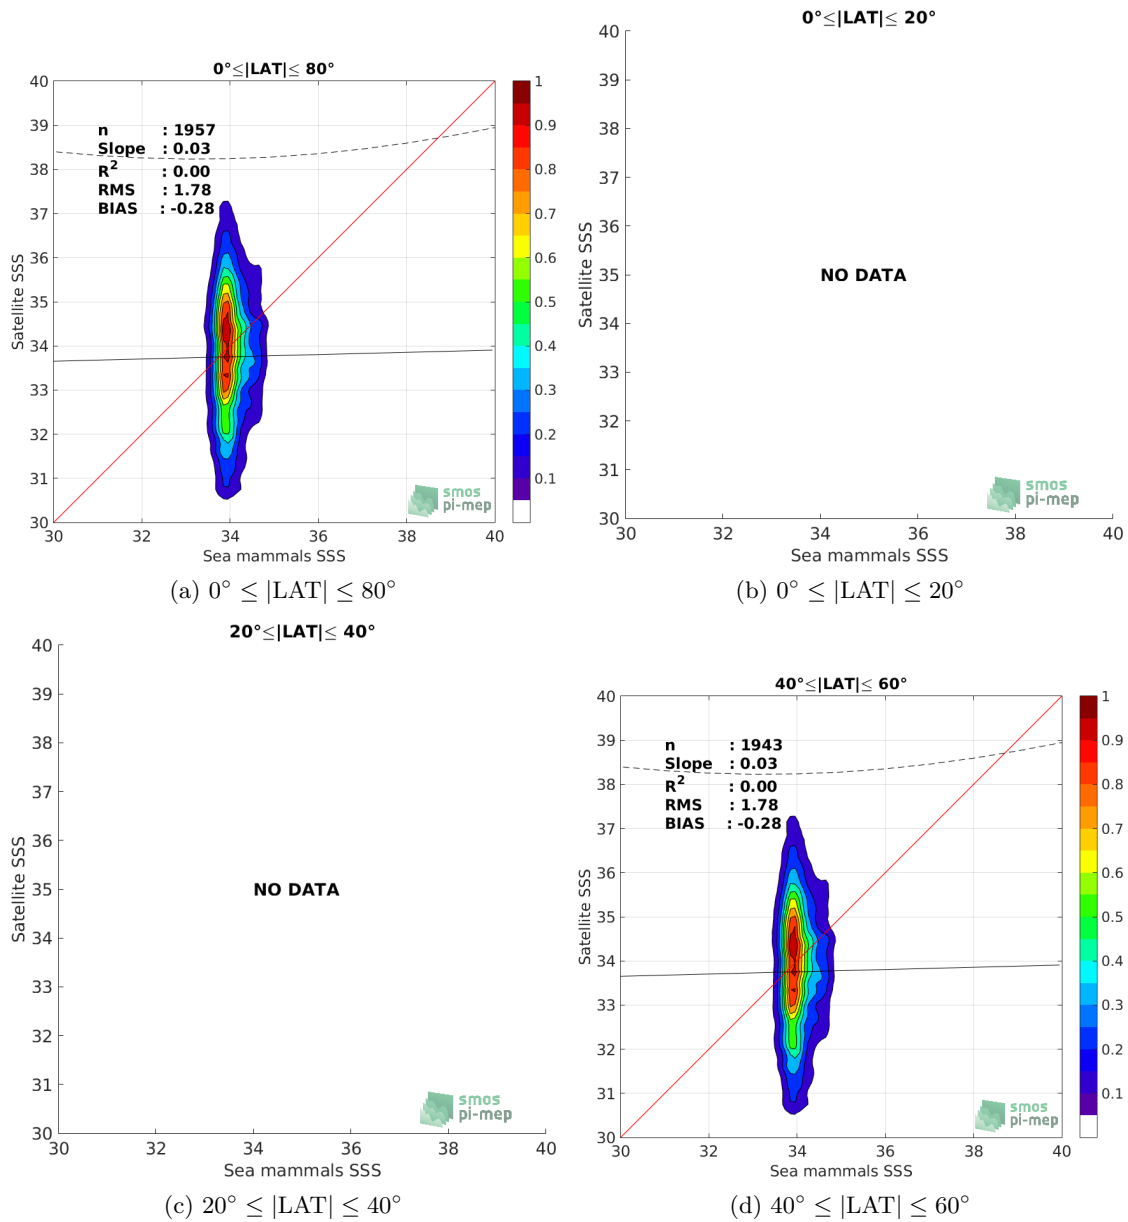 0°≤|LAT|≤ 80°
40
39
38
37
36
35
34
33
32
31
30
Satellite SSS
n : 1957
Slope : 0.03
R² : 0.00
RMS : 1.78
BIAS : -0.28
smos
pi-mep
30 32 34 36 38 40
Sea mammals SSS
1
0.9
0.8
0.7
0.6
0.5
0.4
0.3
0.2
0.1
(a) 0° ≤ |LAT| ≤ 80°
0°≤|LAT|≤ 20°
40
39
38
37
36
35
34
33
32
31
30
Satellite SSS
NO DATA
smos
pi-mep
30 32 34 36 38 40
Sea mammals SSS
(b) 0° ≤ |LAT| ≤ 20°
20°≤|LAT|≤ 40°
40
39
38
37
36
35
34
33
32
31
30
Satellite SSS
NO DATA
smos
pi-mep
30 32 34 36 38 40
Sea mammals SSS
(c) 20° ≤ |LAT| ≤ 40°
40°≤|LAT|≤ 60°
40
39
38
37
36
35
34
33
32
31
30
Satellite SSS
n : 1943
Slope : 0.03
R² : 0.00
RMS : 1.78
BIAS : -0.28
smos
pi-mep
30 32 34 36 38 40
Sea mammals SSS
1
0.9
0.8
0.7
0.6
0.5
0.4
0.3
0.2
0.1
(d) 40° ≤ |LAT| ≤ 60°